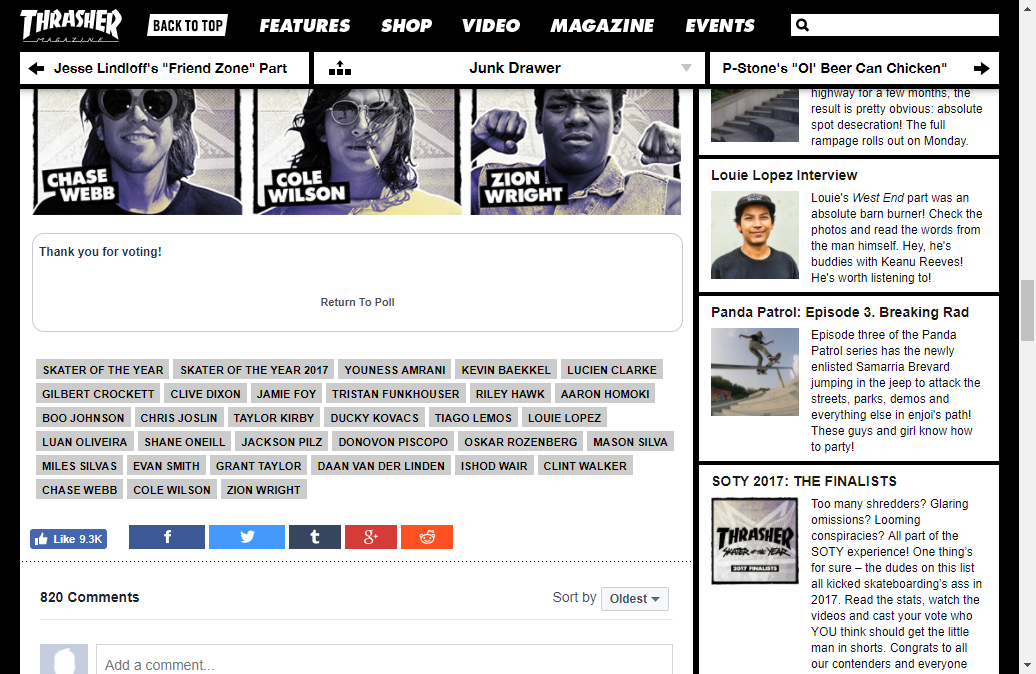 THRASHER
MAGAZINE
BACK TO TOP
FEATURES
SHOP
VIDEO
MAGAZINE
EVENTS
Jesse Lindloff's "Friend Zone" Part
Junk Drawer
P-Stone's "Ol' Beer Can Chicken"
CHASE
WEBB
COLE
WILSON
ZION
WRIGHT
Thank you for voting!
Return To Poll
SKATER OF THE YEAR
SKATER OF THE YEAR 2017
YOUNESS AMRANI
KEVIN BAEKKEL
LUCIEN CLARKE
GILBERT CROCKETT
CLIVE DIXON
JAMIE FOY
TRISTAN FUNKHOUSER
RILEY HAWK
AARON HOMOKI
BOO JOHNSON
CHRIS JOSLIN
TAYLOR KIRBY
DUCKY KOVACS
TIAGO LEMOS
LOUIE LOPEZ
LUAN OLIVEIRA
SHANE ONEILL
JACKSON PILZ
DONOVON PISCOPO
OSKAR ROZENBERG
MASON SILVA
MILES SILVAS
EVAN SMITH
GRANT TAYLOR
DAAN VAN DER LINDEN
ISHOD WAIR
CLINT WALKER
CHASE WEBB
COLE WILSON
ZION WRIGHT
Like 9.3K
820 Comments
Sort by
Oldest
Add a comment...
highway for a few months, the
result is pretty obvious: absolute
spot desecration! The full
rampage rolls out on Monday.
Louie Lopez Interview
Louie's West End part was an
absolute barn burner! Check the
photos and read the words from
the man himself. Hey, he's
buddies with Keanu Reeves!
He's worth listening to!
Panda Patrol: Episode 3. Breaking Rad
Episode three of the Panda
Patrol series has the newly
enlisted Samarria Brevard
jumping in the jeep to attack the
streets, parks, demos and
everything else in enjoi's path!
These guys and girl know how
to party!
SOTY 2017: THE FINALISTS
THRASHER
SKATER OF THE YEAR
2017 FINALISTS
Too many shredders? Glaring
omissions? Looming
conspiracies? All part of the
SOTY experience! One thing's
for sure – the dudes on this list
all kicked skateboarding's ass in
2017. Read the stats, watch the
videos and cast your vote who
YOU think should get the little
man in shorts. Congrats to all
our contenders and everyone